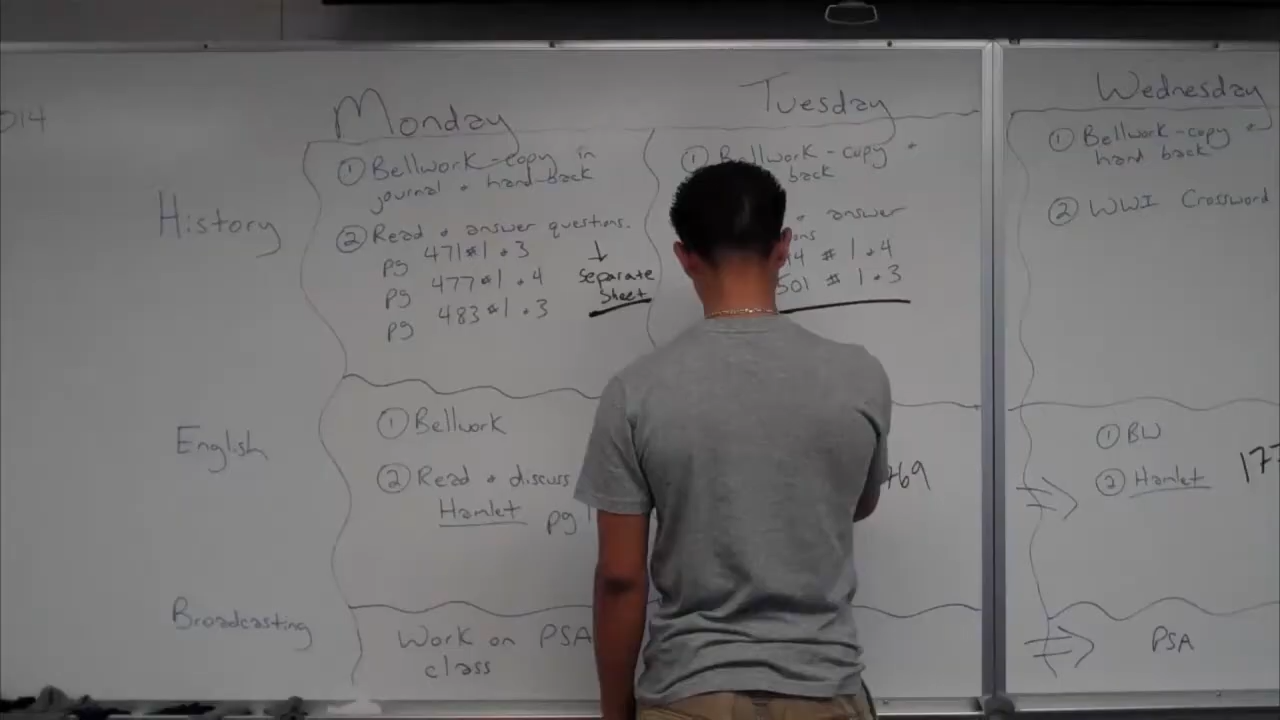 014
Monday
Tuesday
Wednesday
History
① Bellwork - copy in
journal + hand back
② Read + answer questions.
pg 471 # 1 + 3
pg 477 # 1 + 4
pg 483 # 1 + 3
↓
Separate
Sheet
① Bellwork - copy +
back
+ answer
# 1 + 4
501 # 1 + 3
① Bellwork - copy +
hand back
② WWI Crossword
English
① Bellwork
② Read + discuss
Hamlet pg
769
① BW
② Hamlet 177
Broadcasting
Work on PSA
class
PSA